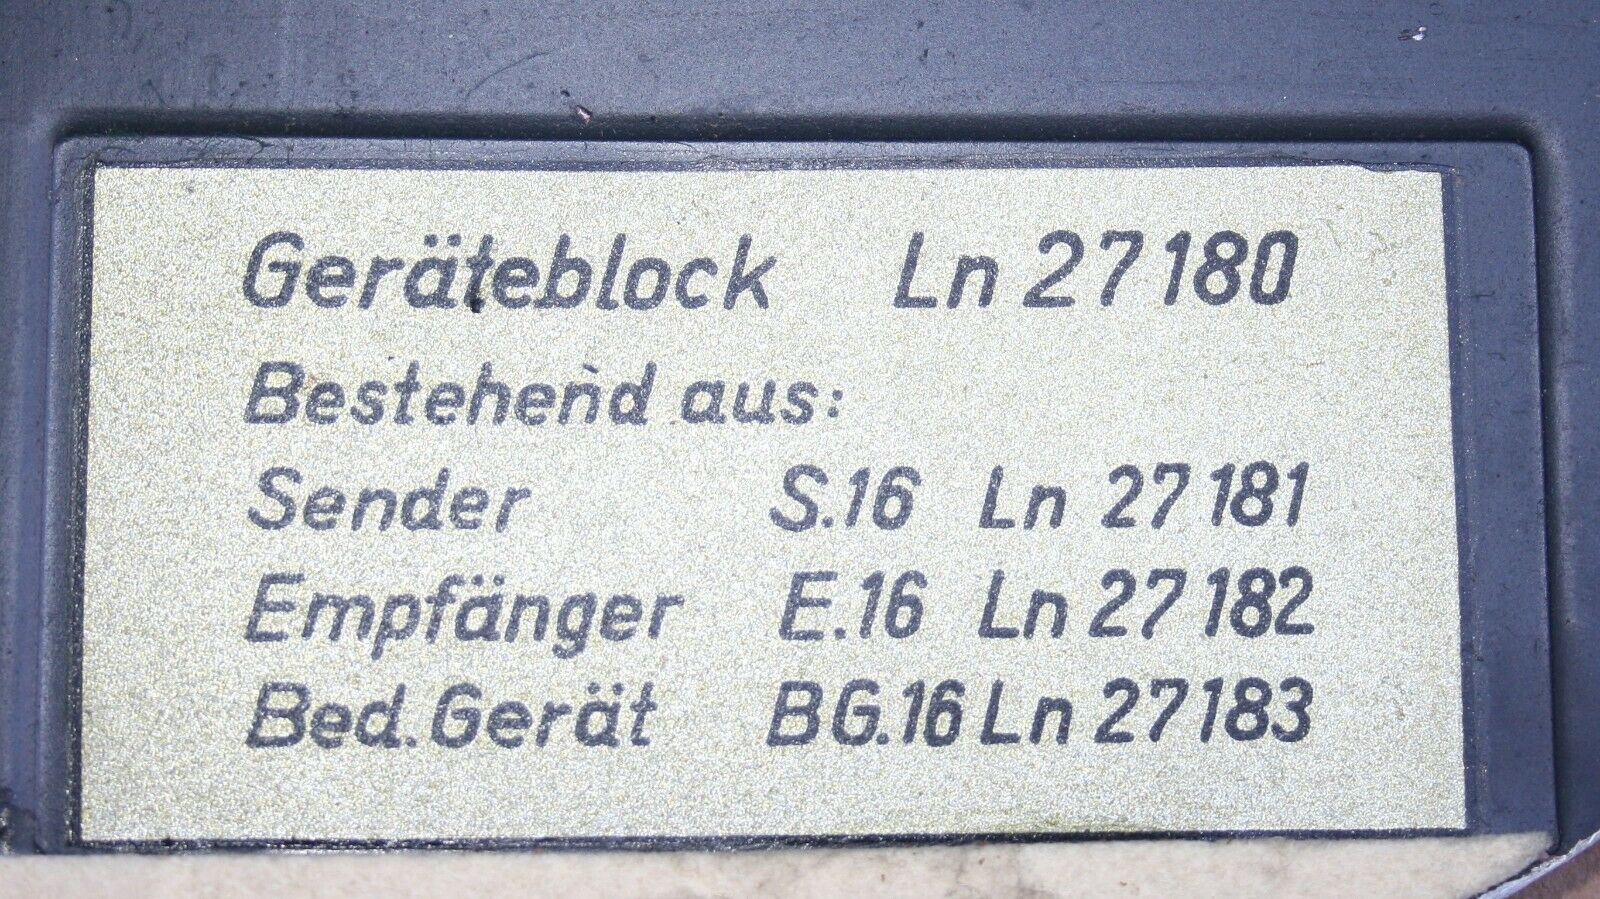 Geräteblock Ln 27180
Bestehend aus:
Sender S.16 Ln 27181
Empfänger E.16 Ln 27182
Bed.Gerät BG.16 Ln 27183